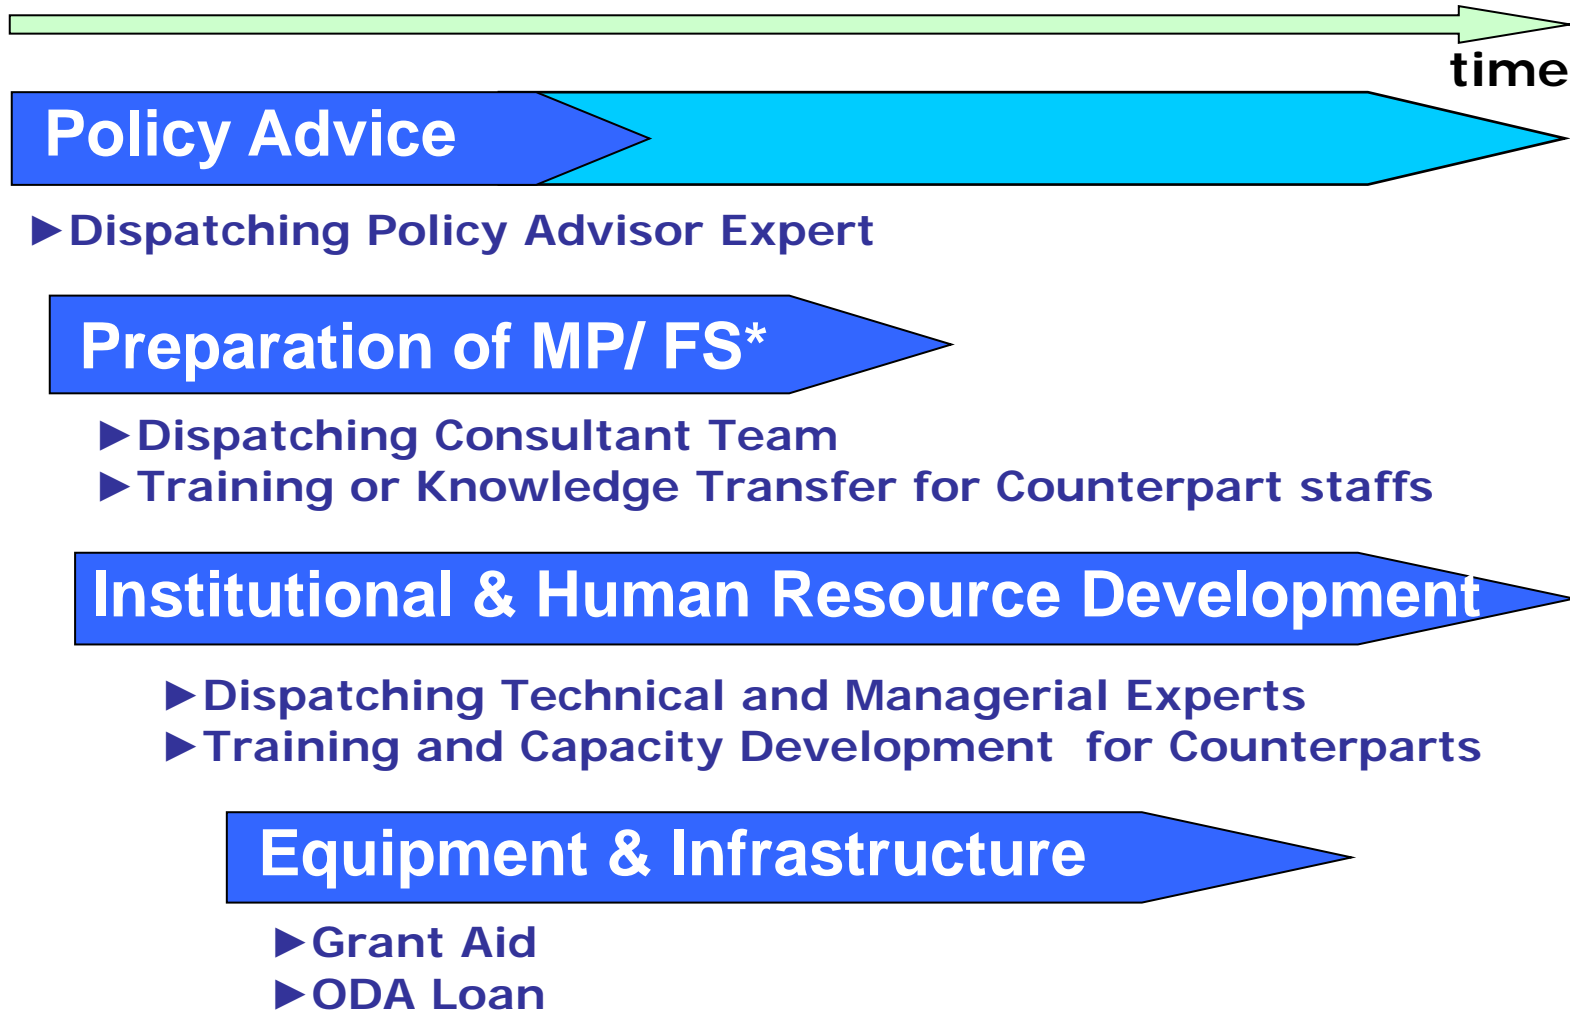 time
Policy Advice
►Dispatching Policy Advisor Expert
Preparation of MP/ FS*
►Dispatching Consultant Team
►Training or Knowledge Transfer for Counterpart staffs
Institutional & Human Resource Development
►Dispatching Technical and Managerial Experts
►Training and Capacity Development for Counterparts
Equipment & Infrastructure
►Grant Aid
►ODA Loan